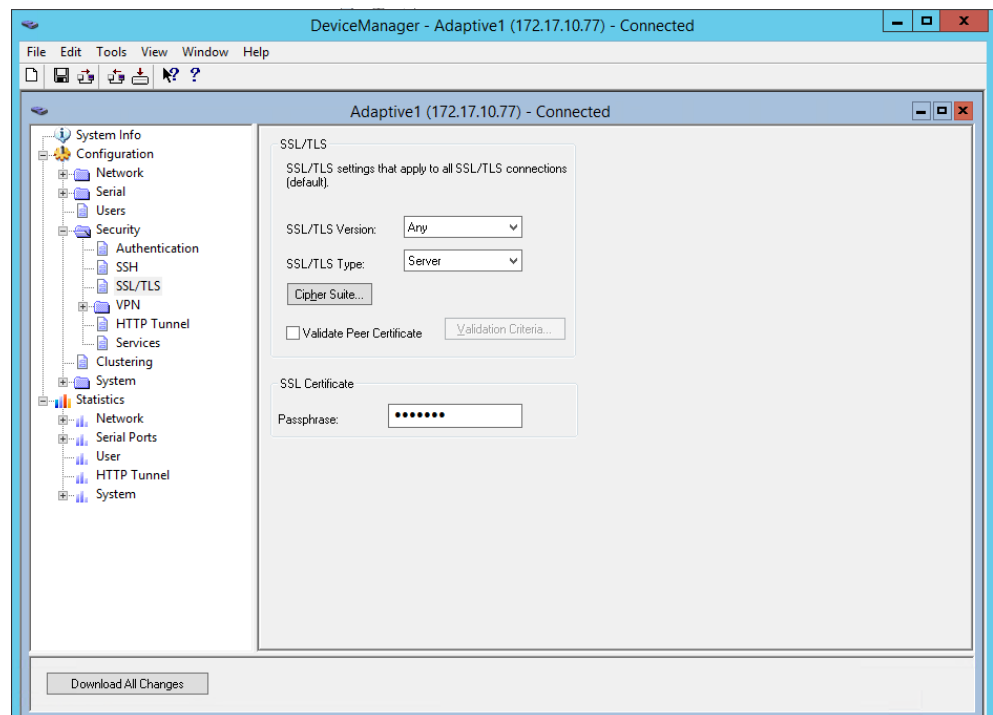 DeviceManager - Adaptive1 (172.17.10.77) - Connected
File Edit Tools View Window Help
Adaptive1 (172.17.10.77) - Connected
System Info
Configuration
Network
Serial
Users
Security
Authentication
SSH
SSL/TLS
VPN
HTTP Tunnel
Services
Clustering
System
Statistics
Network
Serial Ports
User
HTTP Tunnel
System
SSL/TLS
SSL/TLS settings that apply to all SSL/TLS connections
(default).
SSL/TLS Version: Any
SSL/TLS Type: Server
Cipher Suite...
Validate Peer Certificate Validation Criteria...
SSL Certificate
Passphrase: •••••••
Download All Changes